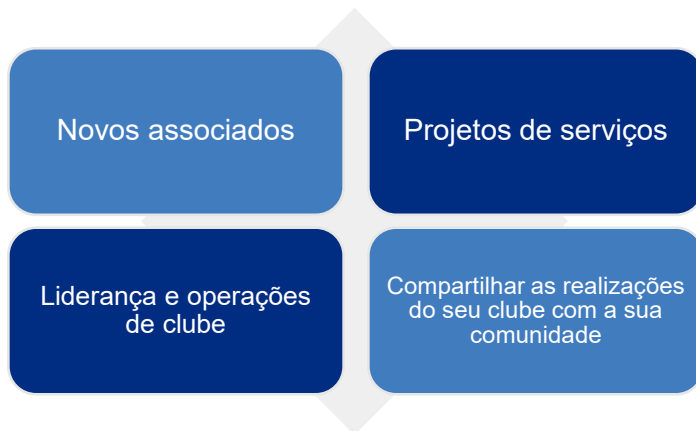 Novos associados
Projetos de serviços
Liderança e operações
de clube
Compartilhar as realizações
do seu clube com a sua
comunidade